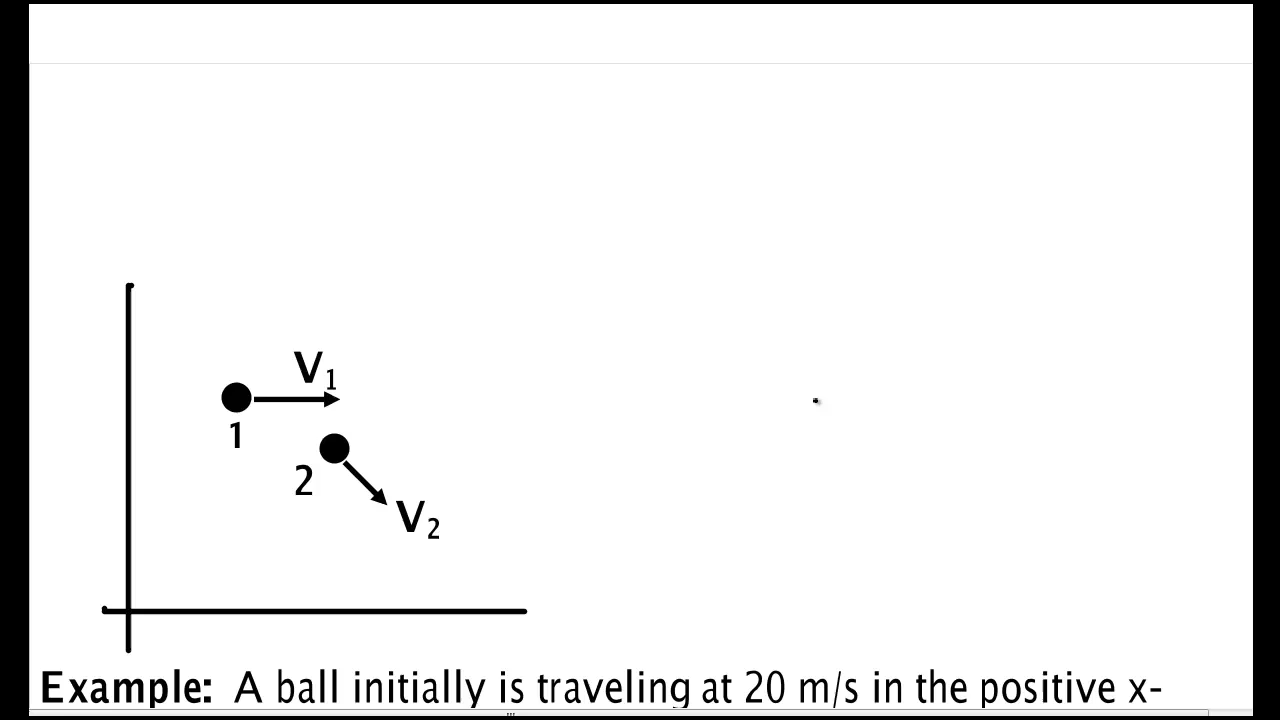 V₁
1
2
V₂
Example: A ball initially is traveling at 20 m/s in the positive x-